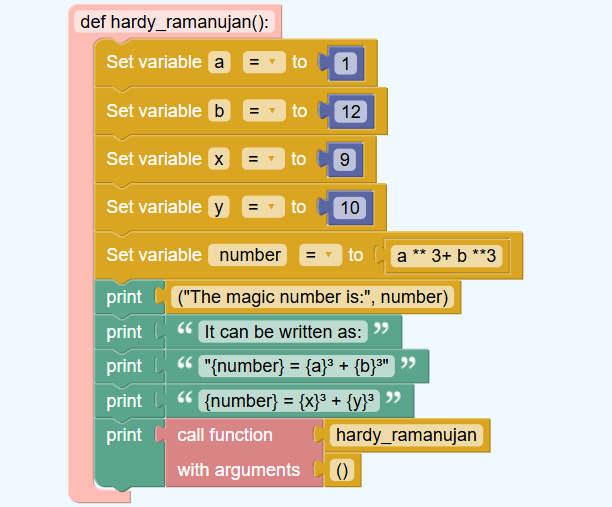 def hardy_ramanujan():
Set variable a = to 1
Set variable b = to 12
Set variable x = to 9
Set variable y = to 10
Set variable number = to a ** 3+ b **3
print ("The magic number is:", number)
print “ It can be written as: ”
print “ "{number} = {a}³ + {b}³" ”
print “ {number} = {x}³ + {y}³ ”
print call function hardy_ramanujan
with arguments ()